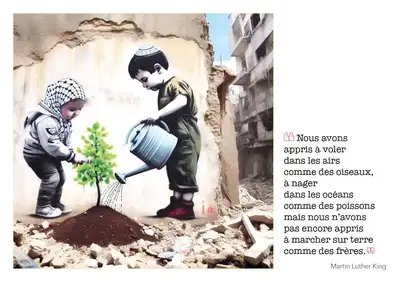 “Nous avons
appris à voler
dans les airs
comme des oiseaux,
à nager
dans les océans
comme des poissons
mais nous n’avons
pas encore appris
à marcher sur terre
comme des frères.”
Martin Luther King